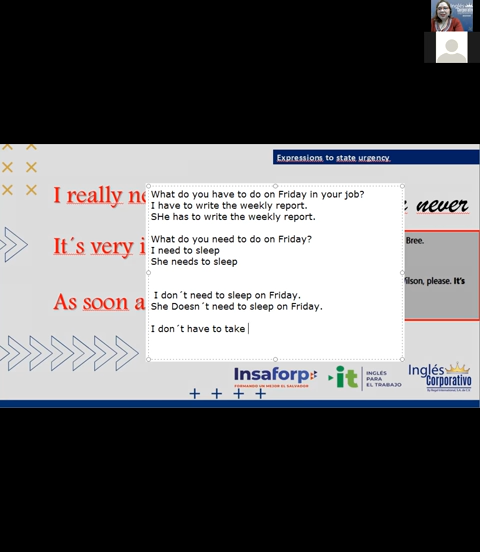 Expressions to state urgency
I really ne
never
It´s very i
As soon a
What do you have to do on Friday in your job?
I have to write the weekly report.
SHe has to write the weekly report.
What do you need to do on Friday?
I need to sleep
She needs to sleep
I don´t need to sleep on Friday.
She Doesn´t need to sleep on Friday.
I don´t have to take
Bree.
Wilson, please. It's
Insaforp
FORMANDO UN MEJOR EL SALVADOR
it
INGLÉS
PARA
EL TRABAJO
Inglés
Corporativo